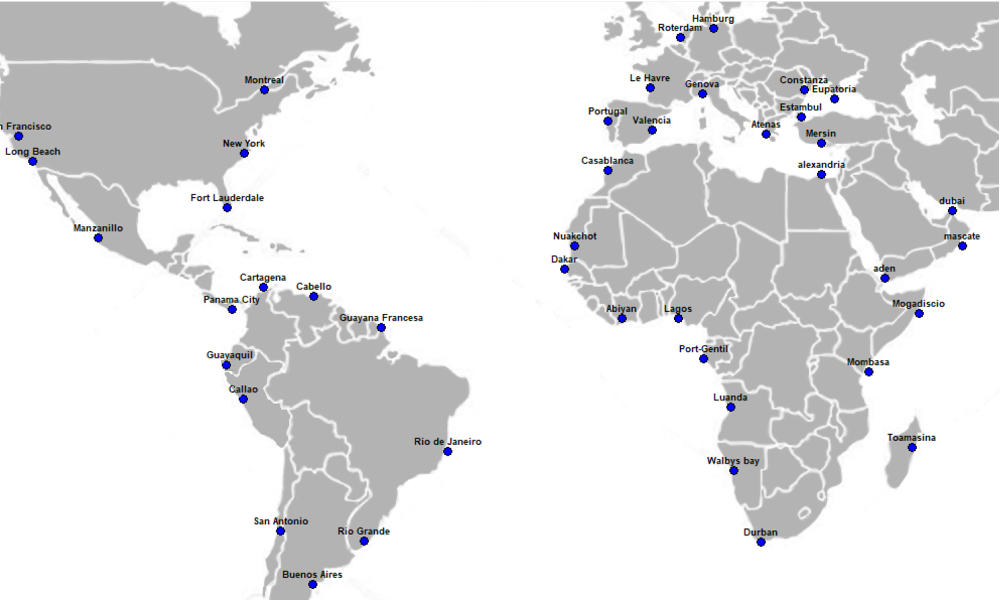 Hamburg
Roterdam
Le Havre
Genova
Constanza
Montreal
Eupatoria
Estambul
Portugal
Valencia
Atenas
n Francisco
Mersin
New York
Long Beach
Casablanca
alexandria
Fort Lauderdale
dubai
Manzanillo
Nuakchot
mascate
Dakar
aden
Cartagena
Cabello
Panama City
Mogadiscio
Abiyan
Lagos
Guayana Francesa
Port-Gentil
Guayaquil
Mombasa
Callao
Luanda
Rio de Janeiro
Toamasina
Walbys bay
San Antonio
Rio Grande
Durban
Buenos Aires